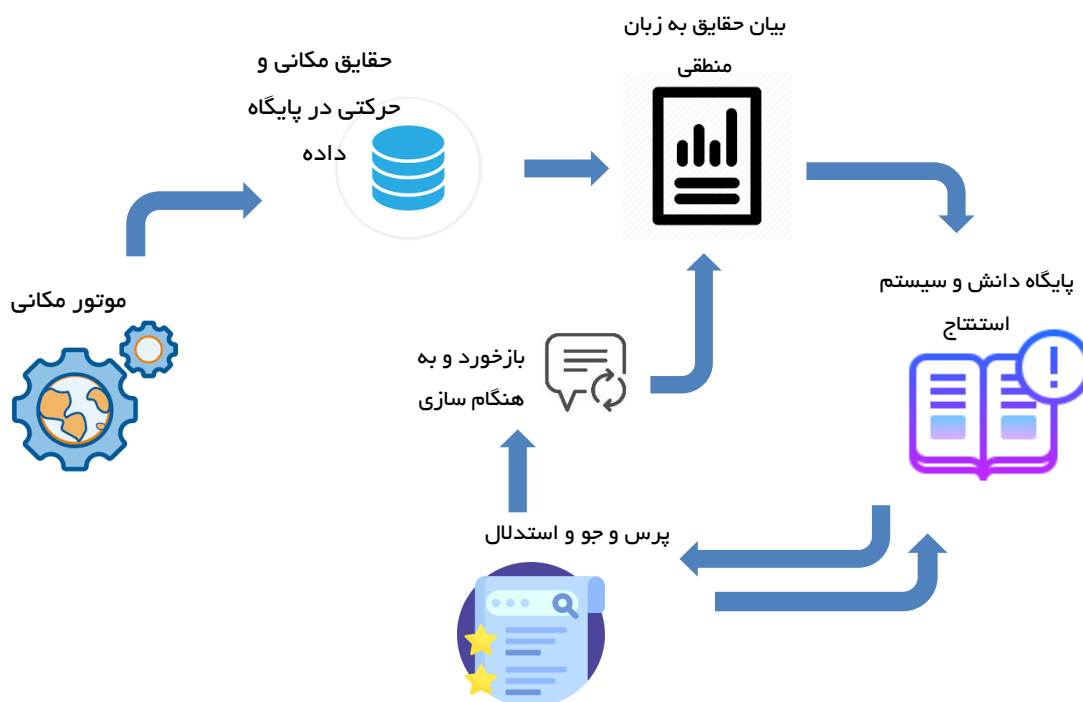 بیان حقایق به زبان
منطقی
حقایق مکانی و
حرکتی در پایگاه
داده
پایگاه دانش و سیستم
استنتاج
موتور مکانی
بازخورد و به
هنگام سازی
پرس و جو و استدلال